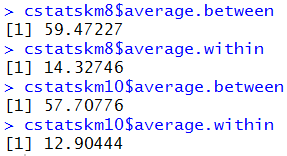 > cstatskm8$average.between
[1] 59.47227
> cstatskm8$average.within
[1] 14.32746
> cstatskm10$average.between
[1] 57.70776
> cstatskm10$average.within
[1] 12.90444